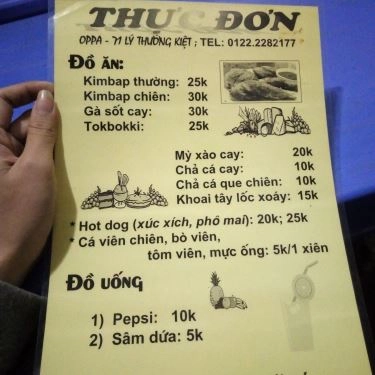 THỰC ĐƠN
OPPA - 71 LÝ THƯỜNG KIỆT ; TEL: 0122.2282177
Đồ ăn:
Kimbap thường: 25k
Kimbap chiên: 30k
Gà sốt cay: 30k
Tokbokki: 25k
Mỳ xào cay: 20k
Chả cá cay: 10k
Chả cá que chiên: 10k
Khoai tây lốc xoáy: 15k
* Hot dog (xúc xích, phô mai): 20k; 25k
* Cá viên chiên, bò viên,
tôm viên, mực ống: 5k/1 xiên
Đồ uống
1) Pepsi: 10k
2) Sâm dứa: 5k